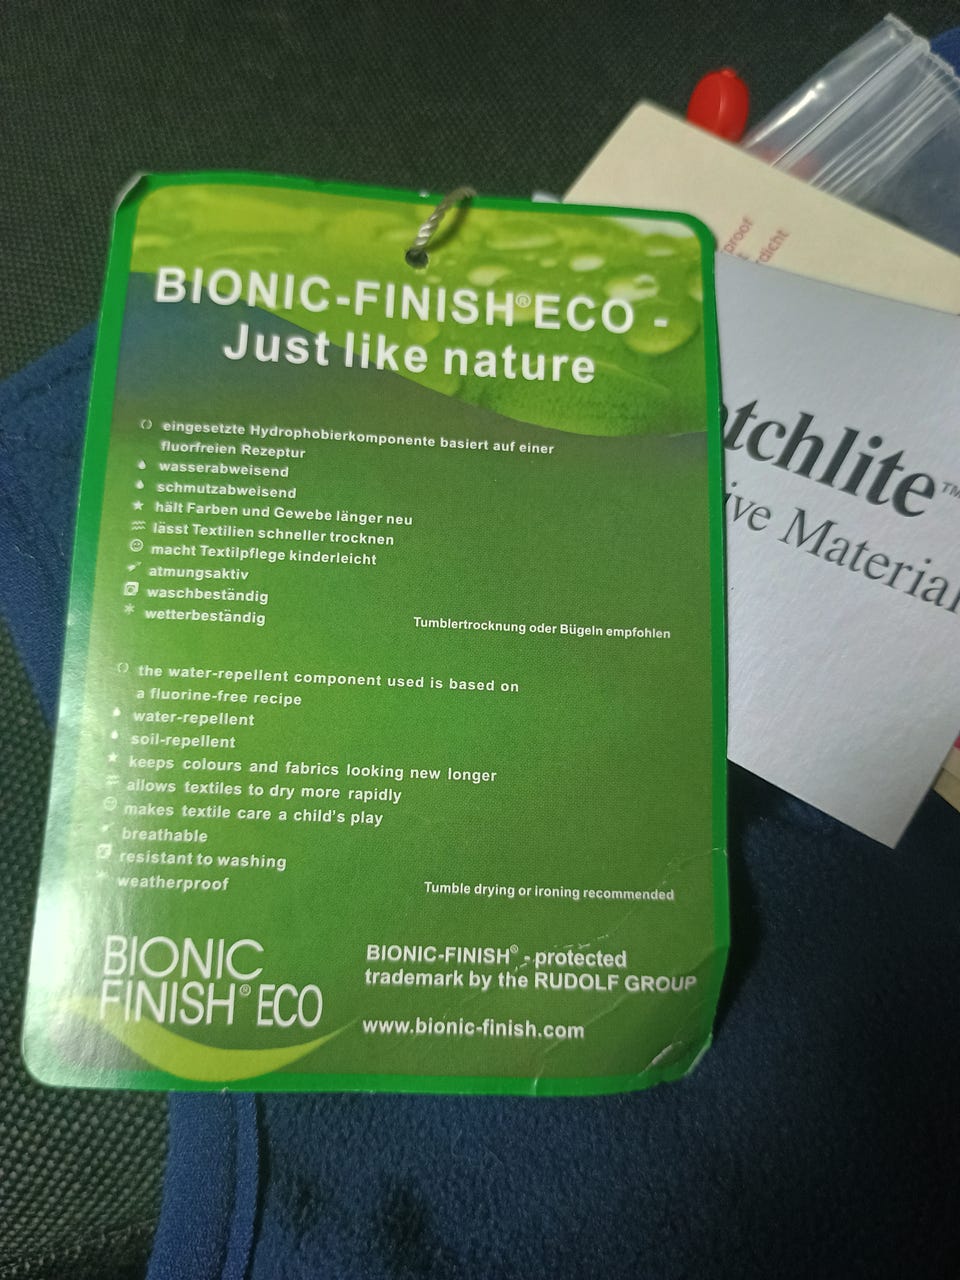 BIONIC-FINISH® ECO -
Just like nature
eingesetzte Hydrophobierkomponente basiert auf einer
fluorfreien Rezeptur
wasserabweisend
schmutzabweisend
hält Farben und Gewebe länger neu
lässt Textilien schneller trocknen
macht Textilpflege kinderleicht
atmungsaktiv
waschbeständig
wetterbeständig
Tumblertrocknung oder Bügeln empfohlen
the water-repellent component used is based on
a fluorine-free recipe
water-repellent
soil-repellent
keeps colours and fabrics looking new longer
allows textiles to dry more rapidly
makes textile care a child's play
breathable
resistant to washing
weatherproof
Tumble drying or ironing recommended
BIONIC
FINISH® ECO
BIONIC-FINISH® - protected
trademark by the RUDOLF GROUP
www.bionic-finish.com
proof
rdicht
tchlite™
ive Material